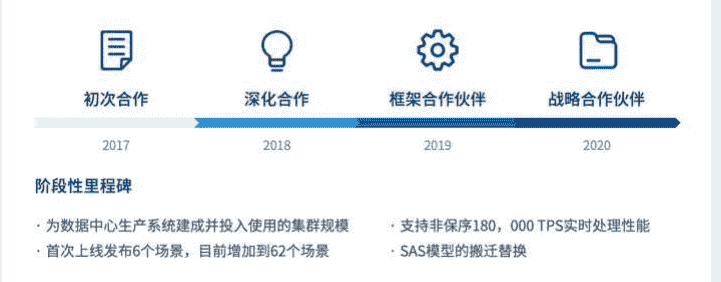 初次合作 深化合作 框架合作伙伴 战略合作伙伴
2017 2018 2019 2020
阶段性里程碑
· 为数据中心生产系统建成并投入使用的集群规模
· 首次上线发布6个场景，目前增加到62个场景
· 支持非保序180，000 TPS实时处理性能
· SAS模型的搬迁替换